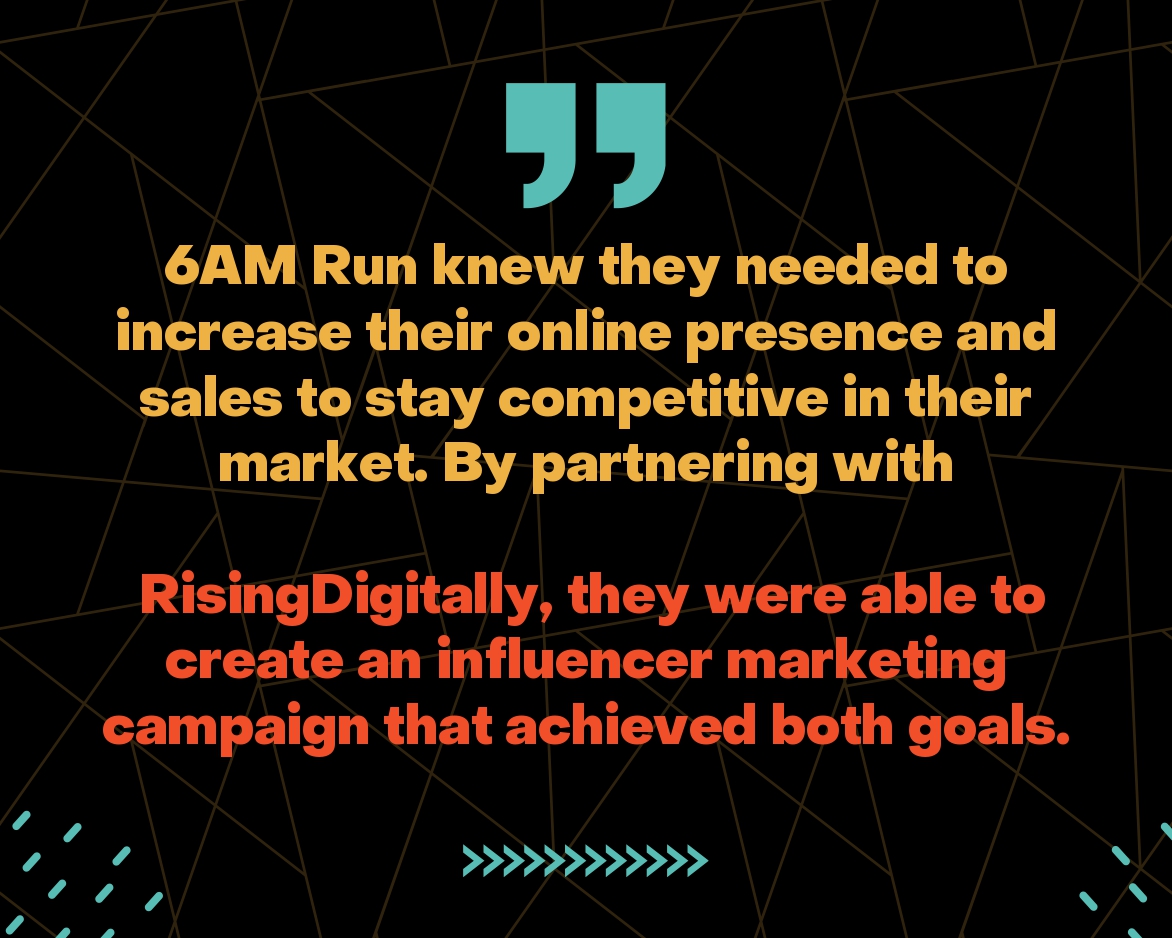 6AM Run knew they needed to
increase their online presence and
sales to stay competitive in their
market. By partnering with
RisingDigitally, they were able to
create an influencer marketing
campaign that achieved both goals.